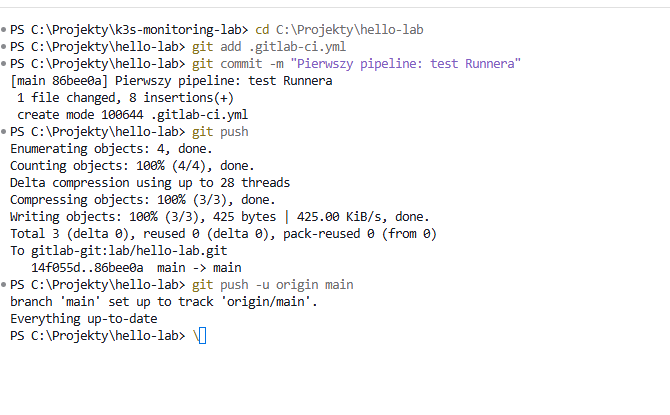 PS C:\Projekty\k3s-monitoring-lab> cd C:\Projekty\hello-lab
PS C:\Projekty\hello-lab> git add .gitlab-ci.yml
PS C:\Projekty\hello-lab> git commit -m "Pierwszy pipeline: test Runnera"
[main 86bee0a] Pierwszy pipeline: test Runnera
 1 file changed, 8 insertions(+)
 create mode 100644 .gitlab-ci.yml
PS C:\Projekty\hello-lab> git push
Enumerating objects: 4, done.
Counting objects: 100% (4/4), done.
Delta compression using up to 28 threads
Compressing objects: 100% (3/3), done.
Writing objects: 100% (3/3), 425 bytes | 425.00 KiB/s, done.
Total 3 (delta 0), reused 0 (delta 0), pack-reused 0 (from 0)
To gitlab-git:lab/hello-lab.git
   14f055d..86bee0a  main -> main
PS C:\Projekty\hello-lab> git push -u origin main
branch 'main' set up to track 'origin/main'.
Everything up-to-date
PS C:\Projekty\hello-lab> \